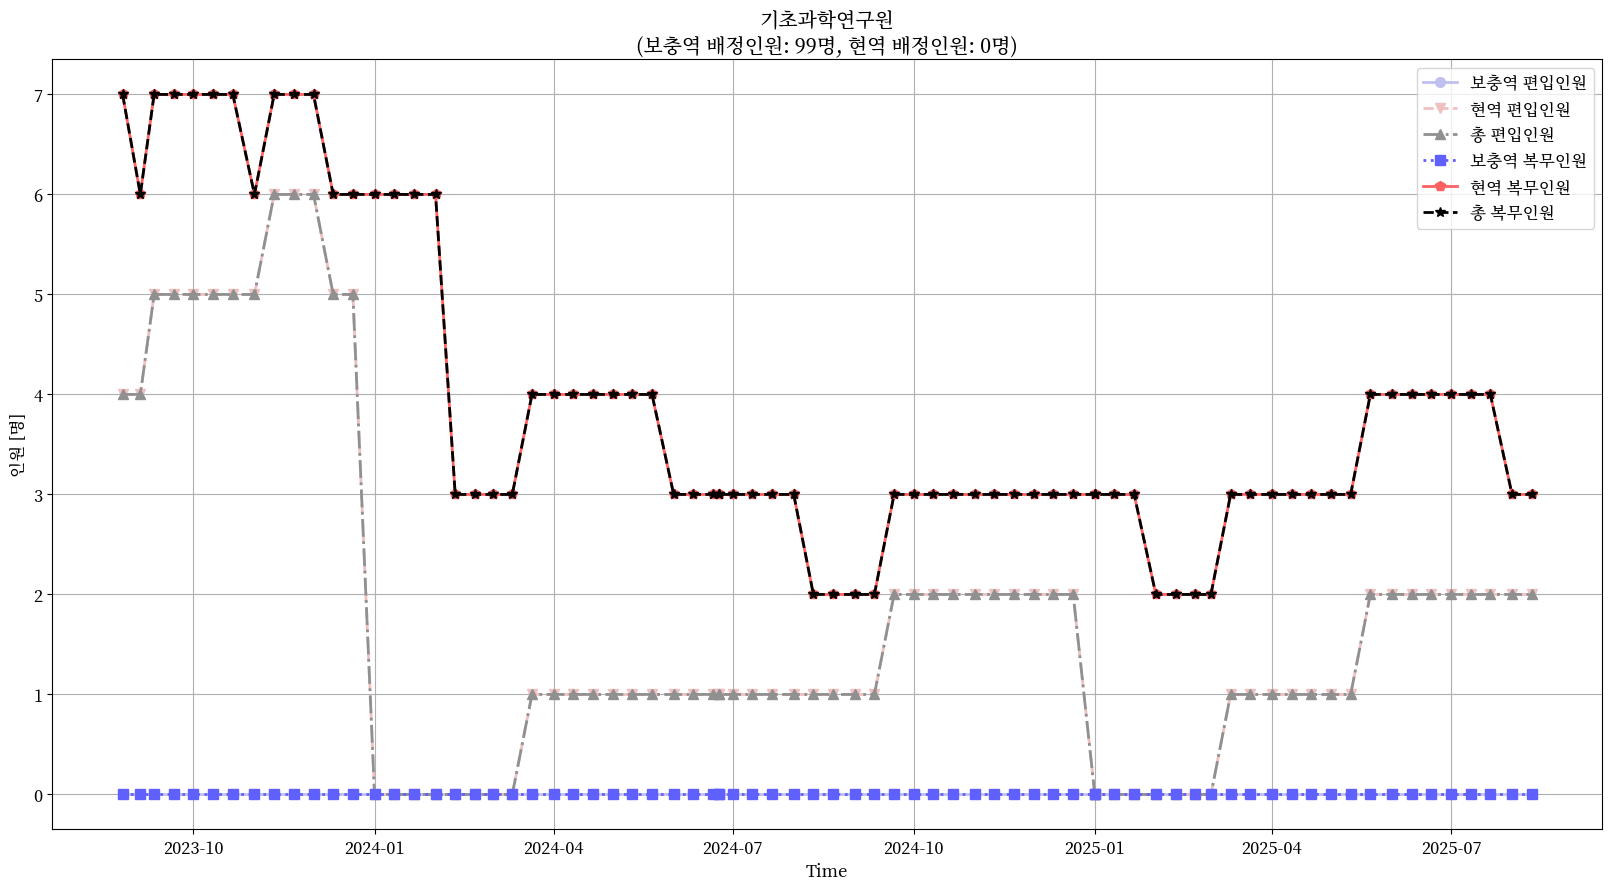 기초과학연구원
(보충역 배정인원: 99명, 현역 배정인원: 0명)
보충역 편입인원
현역 편입인원
총 편입인원
보충역 복무인원
현역 복무인원
총 복무인원
7
6
5
4
3
2
1
0
인원 [명]
2023-10
2024-01
2024-04
2024-07
2024-10
2025-01
2025-04
2025-07
Time